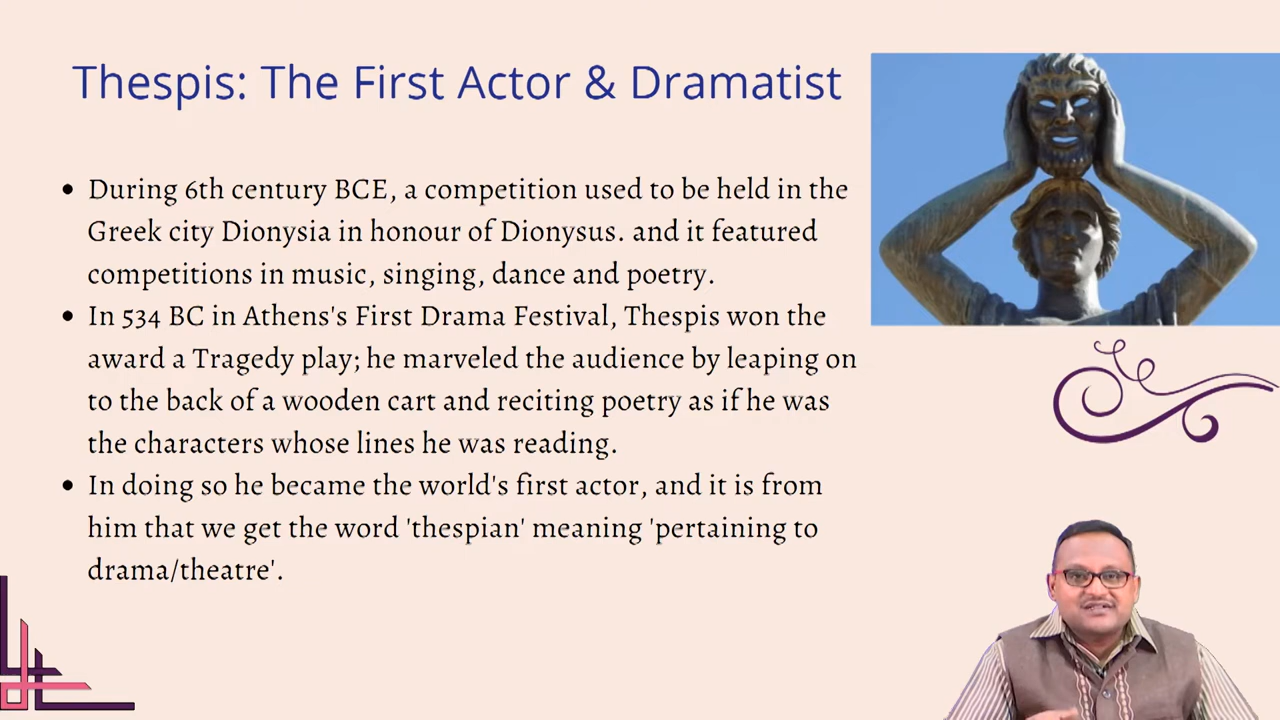 Thespis: The First Actor & Dramatist
• During 6th century BCE, a competition used to be held in the
Greek city Dionysia in honour of Dionysus. and it featured
competitions in music, singing, dance and poetry.
• In 534 BC in Athens's First Drama Festival, Thespis won the
award a Tragedy play; he marveled the audience by leaping on
to the back of a wooden cart and reciting poetry as if he was
the characters whose lines he was reading.
• In doing so he became the world's first actor, and it is from
him that we get the word 'thespian' meaning 'pertaining to
drama/theatre'.